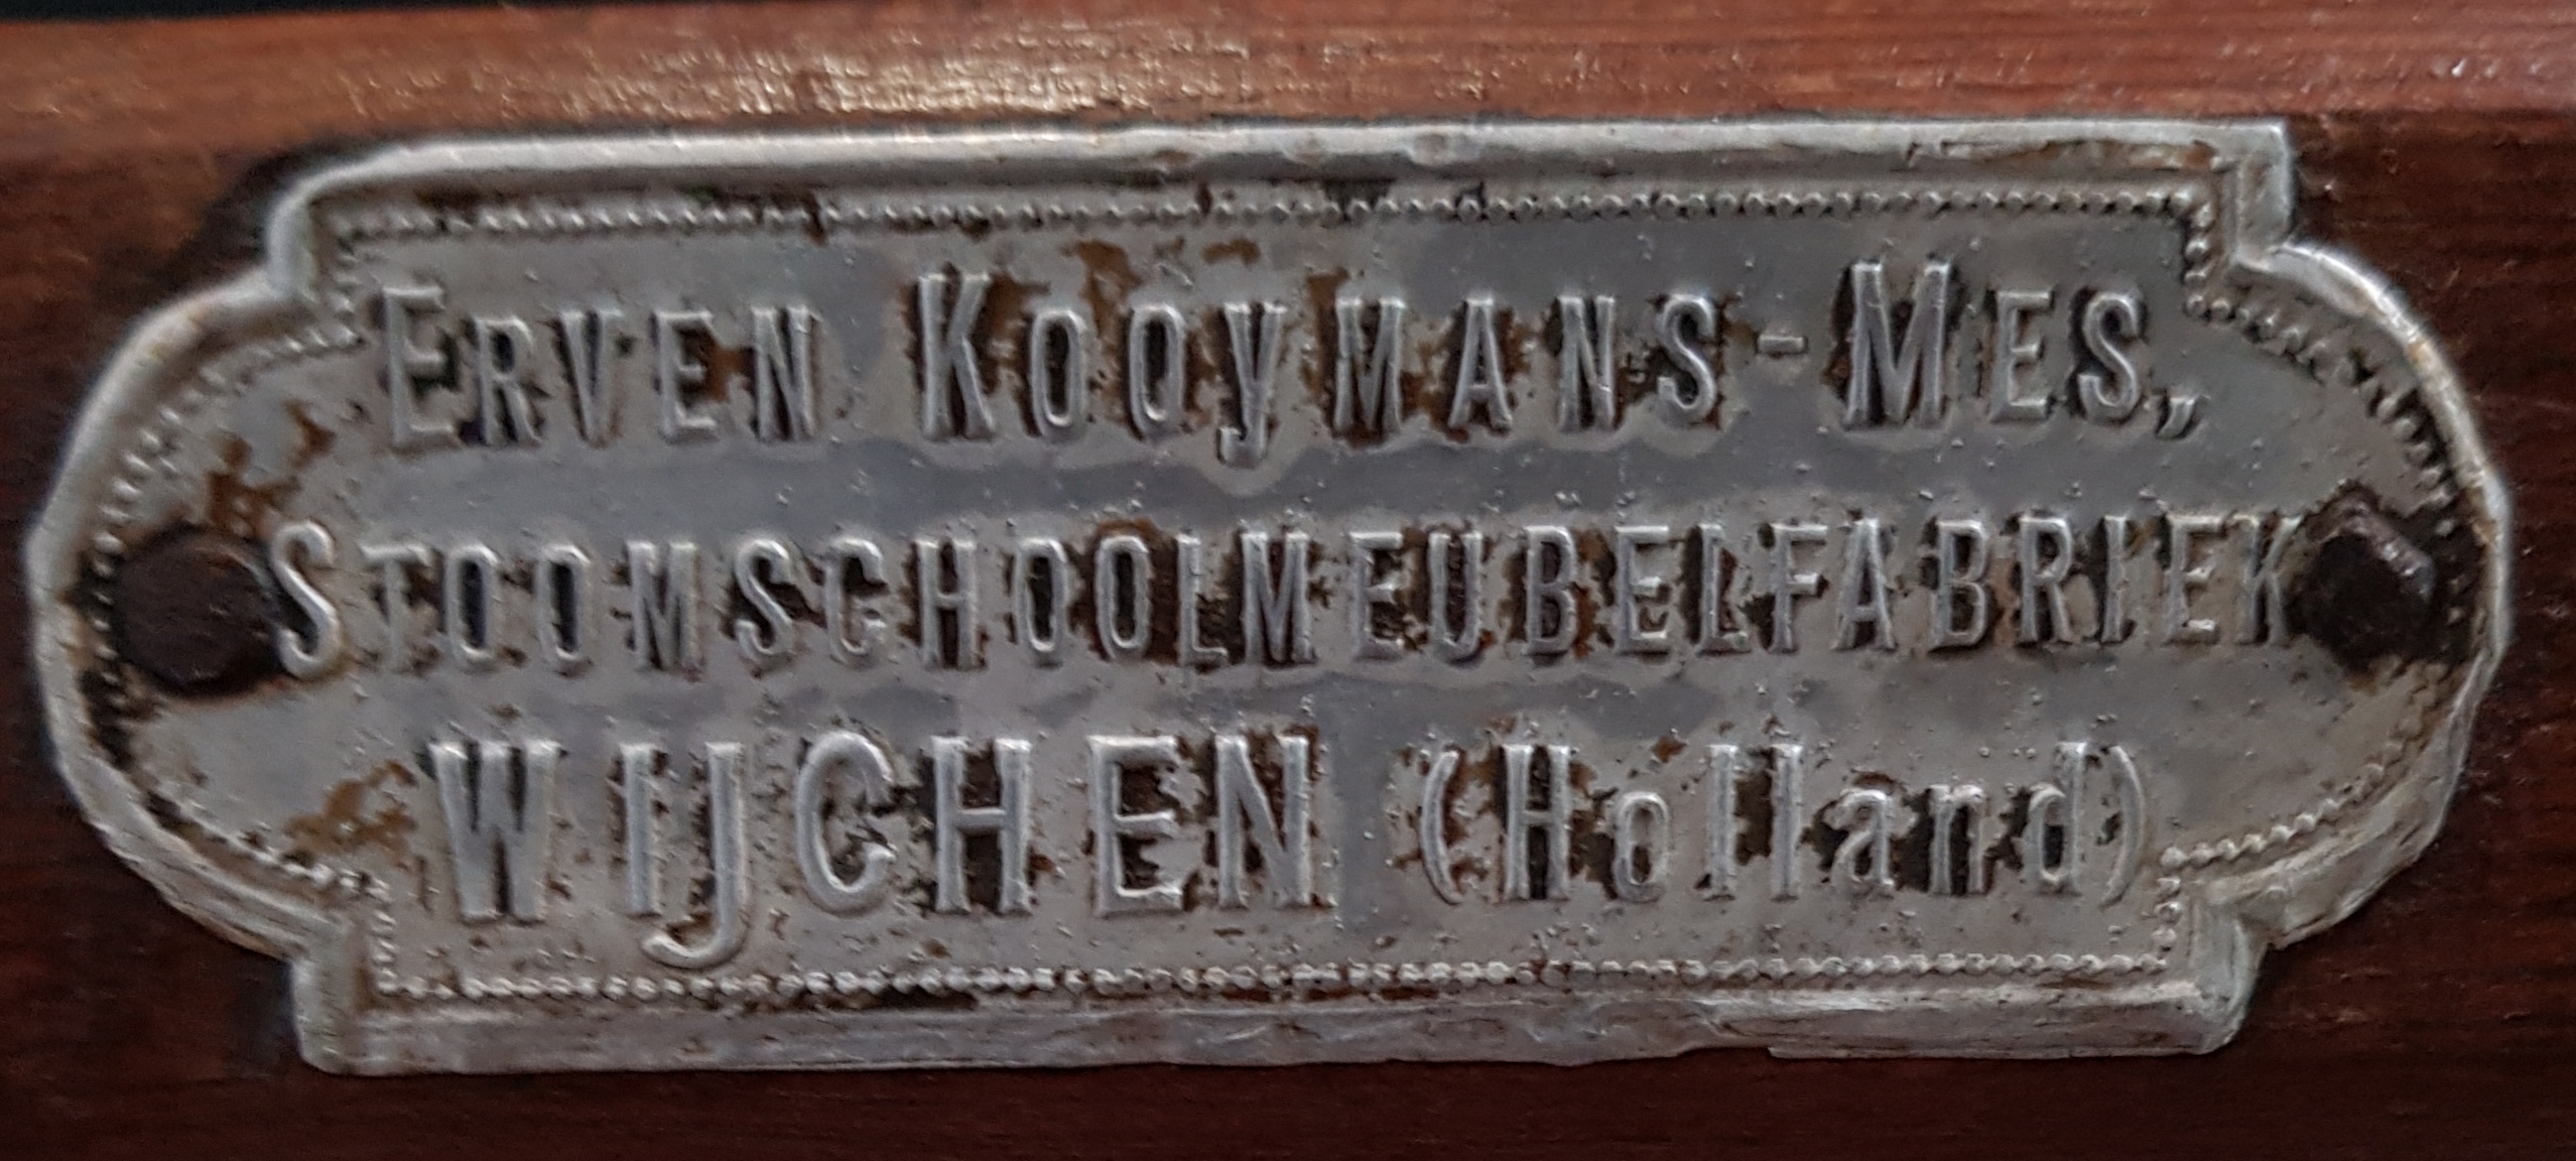 ERVEN KOOYMANS-MES,
STOOMSCHOOLMEUBELFABRIEK
WIJCHEN (Holland)